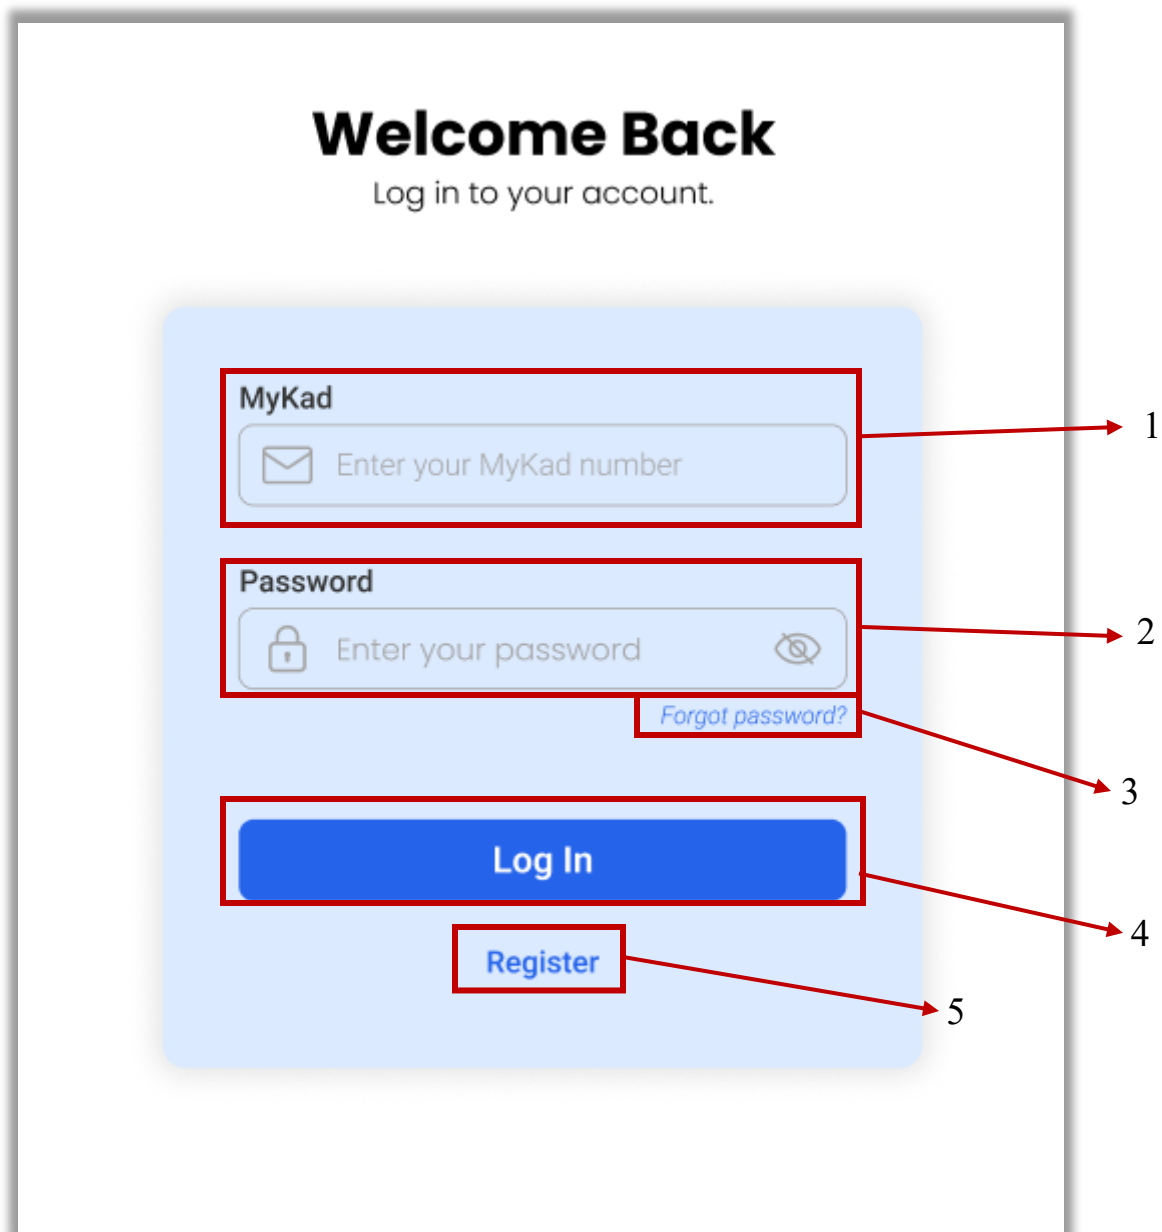 Welcome Back
Log in to your account.
MyKad
Enter your MyKad number
1
Password
Enter your password
2
Forgot password?
3
Log In
4
Register
5